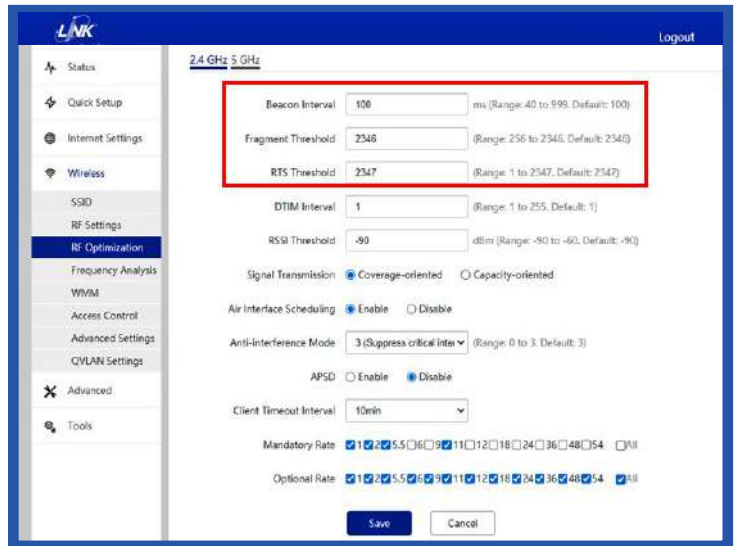 LINK
Logout
Status
Quick Setup
Internet Settings
Wireless
SSID
RF Settings
RF Optimization
Frequency Analysis
WMM
Access Control
Advanced Settings
QVLAN Settings
Advanced
Tools
2.4 GHz 5 GHz
Beacon Interval 100 ms (Range: 40 to 999. Default: 100)
Fragment Threshold 2346 (Range: 256 to 2346. Default: 2346)
RTS Threshold 2347 (Range: 1 to 2347. Default: 2347)
DTIM Interval 1 (Range: 1 to 255. Default: 1)
RSSI Threshold -90 dBm (Range: -90 to -60. Default: -90)
Signal Transmission Coverage-oriented Capacity-oriented
Air Interface Scheduling Enable Disable
Anti-interference Mode 3 (Suppress critical inter (Range: 0 to 3. Default: 3)
APSD Enable Disable
Client Timeout Interval 10min
Mandatory Rate 1 2 5.5 6 9 11 12 18 24 36 48 54 All
Optional Rate 1 2 5.5 6 9 11 12 18 24 36 48 54 All
Save Cancel